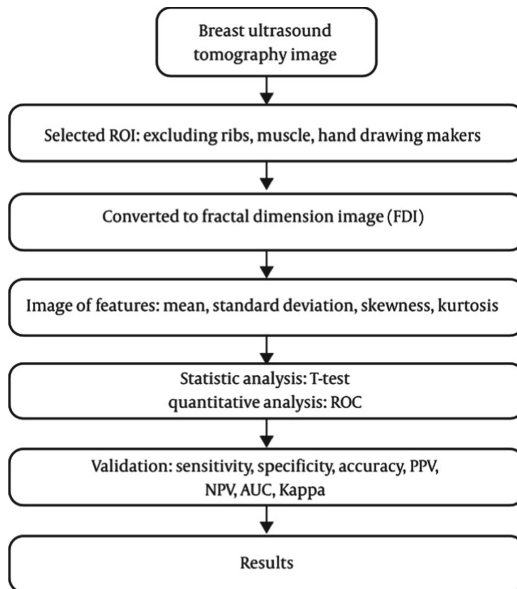 Breast ultrasound
tomography image
Selected ROI: excluding ribs, muscle, hand drawing makers
Converted to fractal dimension image (FDI)
Image of features: mean, standard deviation, skewness, kurtosis
Statistic analysis: T-test
quantitative analysis: ROC
Validation: sensitivity, specificity, accuracy, PPV,
NPV, AUC, Kappa
Results